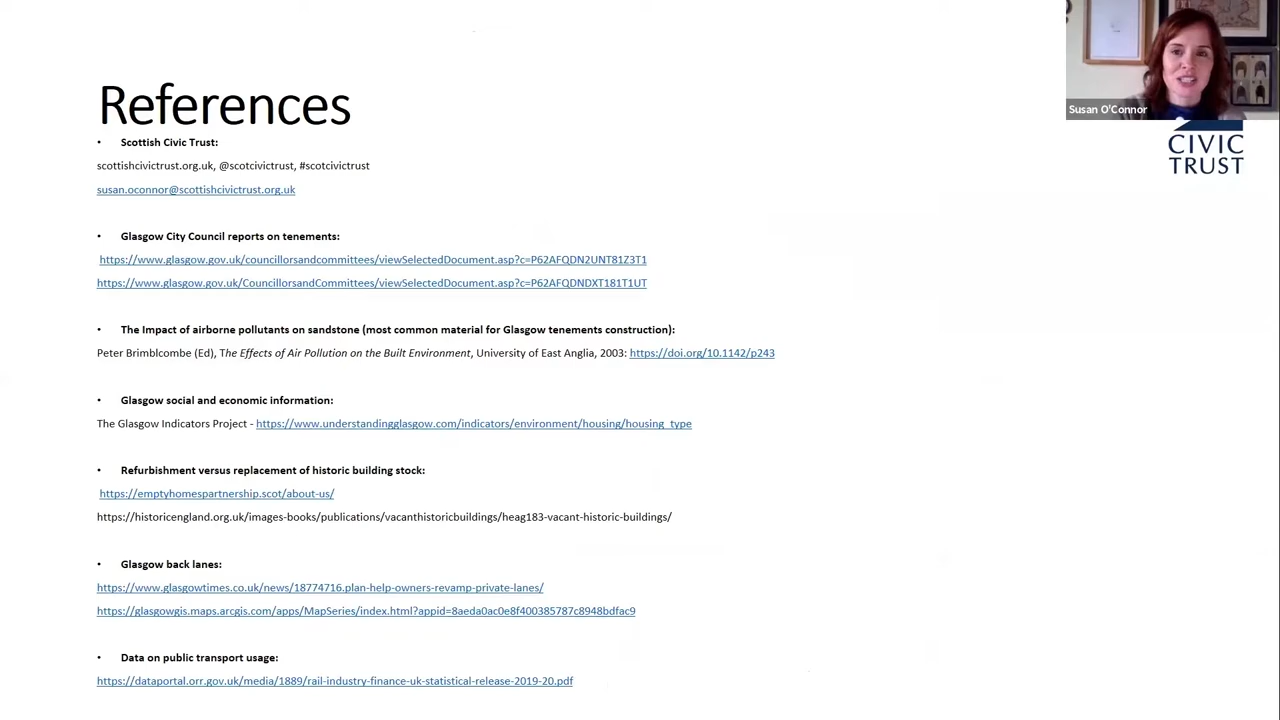 References
Susan O'Connor
CIVIC
TRUST
• Scottish Civic Trust:
scottishcivictrust.org.uk, @scotcivictrust, #scotcivictrust
susan.oconnor@scottishcivictrust.org.uk
• Glasgow City Council reports on tenements:
https://www.glasgow.gov.uk/councillorsandcommittees/viewSelectedDocument.asp?c=P62AFQDN2UNT81Z3T1
https://www.glasgow.gov.uk/CouncillorsandCommittees/viewSelectedDocument.asp?c=P62AFQDNDXT181T1UT
• The Impact of airborne pollutants on sandstone (most common material for Glasgow tenements construction):
Peter Brimblcombe (Ed), The Effects of Air Pollution on the Built Environment, University of East Anglia, 2003: https://doi.org/10.1142/p243
• Glasgow social and economic information:
The Glasgow Indicators Project - https://www.understandingglasgow.com/indicators/environment/housing/housing_type
• Refurbishment versus replacement of historic building stock:
https://emptyhomespartnership.scot/about-us/
https://historicengland.org.uk/images-books/publications/vacanthistoricbuildings/heag183-vacant-historic-buildings/
• Glasgow back lanes:
https://www.glasgowtimes.co.uk/news/18774716.plan-help-owners-revamp-private-lanes/
https://glasgowgis.maps.arcgis.com/apps/MapSeries/index.html?appid=8aeda0ac0e8f400385787c8948bdfac9
• Data on public transport usage:
https://dataportal.orr.gov.uk/media/1889/rail-industry-finance-uk-statistical-release-2019-20.pdf